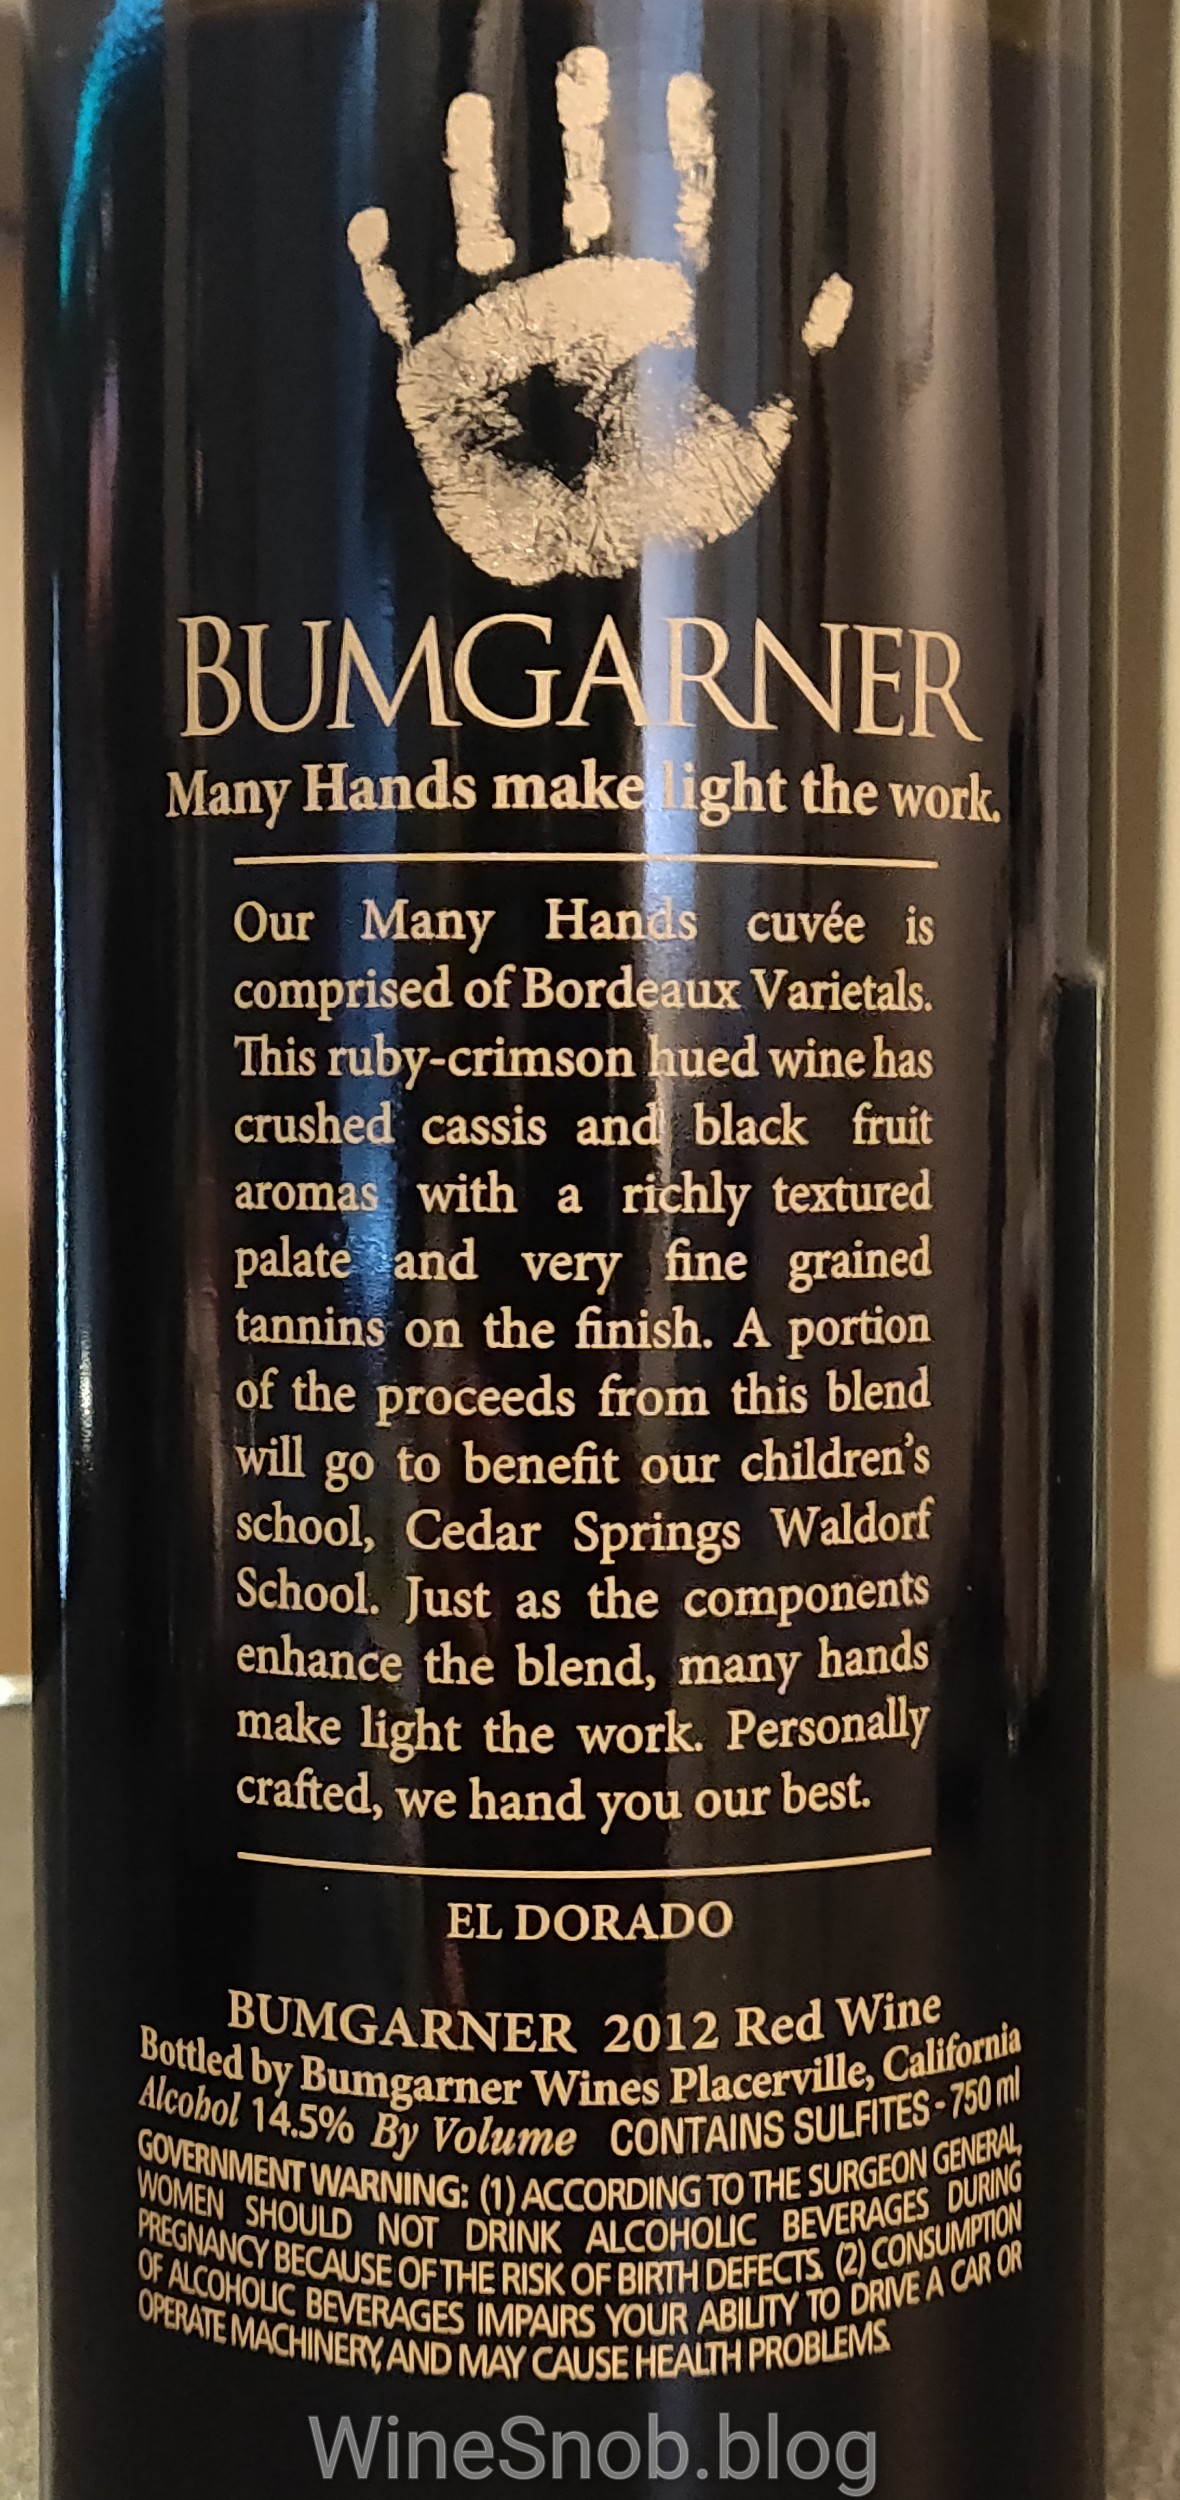 BUMGARNER
Many Hands make light the work.
Our Many Hands cuvée is
comprised of Bordeaux Varietals.
This ruby-crimson hued wine has
crushed cassis and black fruit
aromas with a richly textured
palate and very fine grained
tannins on the finish. A portion
of the proceeds from this blend
will go to benefit our children's
school, Cedar Springs Waldorf
School. Just as the components
enhance the blend, many hands
make light the work. Personally
crafted, we hand you our best.
EL DORADO
BUMGARNER 2012 Red Wine
Bottled by Bumgarner Wines Placerville, California
Alcohol 14.5% By Volume CONTAINS SULFITES - 750 ml
GOVERNMENT WARNING: (1) ACCORDING TO THE SURGEON GENERAL,
WOMEN SHOULD NOT DRINK ALCOHOLIC BEVERAGES DURING
PREGNANCY BECAUSE OF THE RISK OF BIRTH DEFECTS. (2) CONSUMPTION
OF ALCOHOLIC BEVERAGES IMPAIRS YOUR ABILITY TO DRIVE A CAR OR
OPERATE MACHINERY, AND MAY CAUSE HEALTH PROBLEMS.
WineSnob.blog